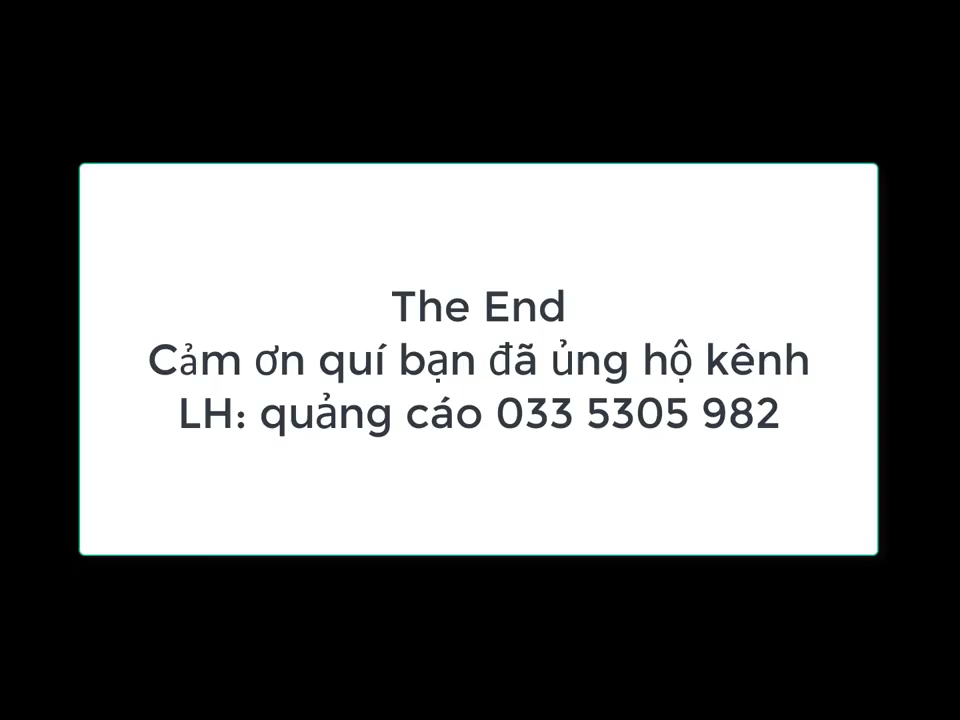 The End
Cảm ơn quí bạn đã ủng hộ kênh
LH: quảng cáo 033 5305 982